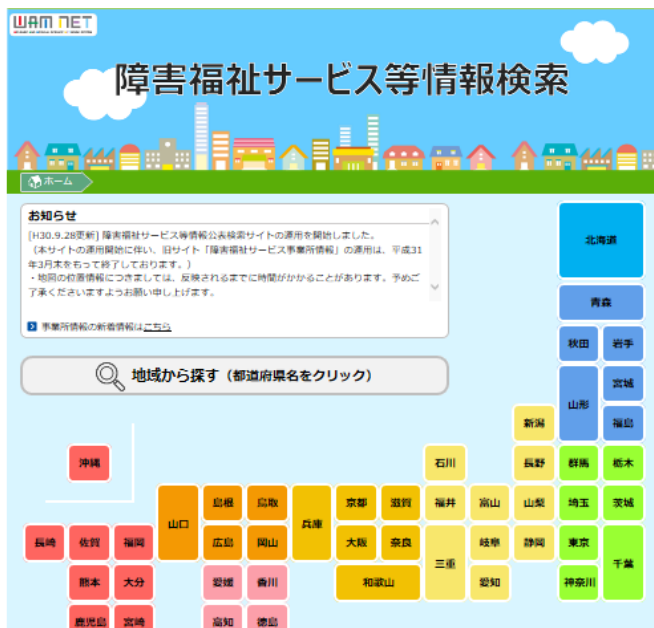 WAM NET
障害福祉サービス等情報検索
ホーム
お知らせ
[H30.9.28更新] 障害福祉サービス等情報公表検索サイトの運用を開始しました。
（本サイトの運用開始に伴い、旧サイト「障害福祉サービス事業所情報」の運用は、平成31
年3月末をもって終了しております。）
・地図の位置情報につきましては、反映されるまでに時間がかかることがあります。予めご
了承くださいますようお願い申し上げます。
事業所情報の新着情報はこちら
地域から探す（都道府県名をクリック）
北海道
青森
秋田 岩手
宮城
山形
新潟 福島
沖縄 石川 長野 群馬 栃木
島根 鳥取 京都 滋賀 福井 富山 山梨 埼玉 茨城
山口 兵庫
長崎 佐賀 福岡 広島 岡山 大阪 奈良 岐阜 静岡 東京
三重 千葉
熊本 大分 愛媛 香川 和歌山 愛知 神奈川
鹿児島 宮崎 高知 徳島